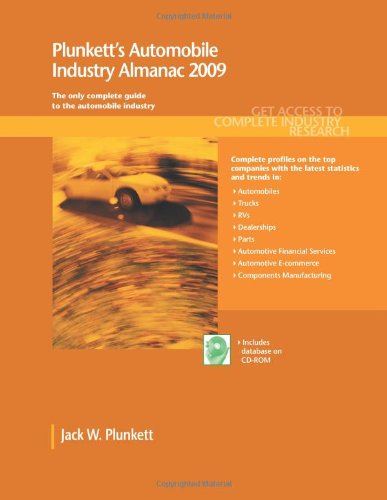 Plunkett's Automobile
Industry Almanac 2009
The only complete guide
to the automobile industry
GET ACCESS TO
COMPLETE INDUSTRY
RESEARCH
Complete profiles on the top
companies with the latest statistics
and trends in:
Automobiles
Trucks
RVs
Dealerships
Parts
Automotive Financial Services
Automotive E-commerce
Components Manufacturing
Includes
database on
CD-ROM
Jack W. Plunkett
Copyrighted Material